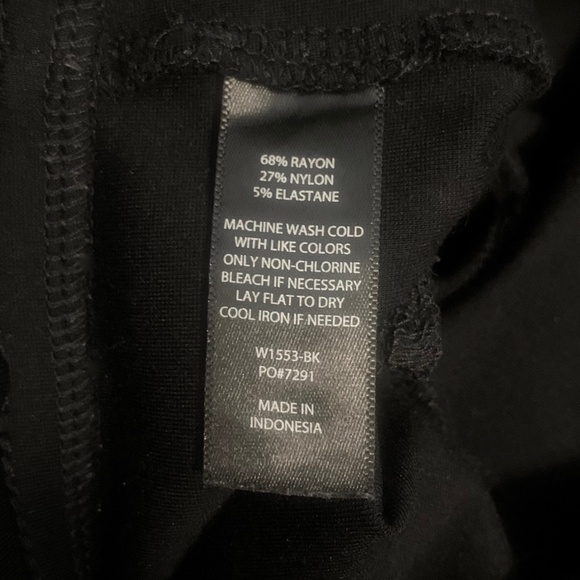 68% RAYON
27% NYLON
5% ELASTANE
MACHINE WASH COLD
WITH LIKE COLORS
ONLY NON-CHLORINE
BLEACH IF NECESSARY
LAY FLAT TO DRY
COOL IRON IF NEEDED
W1553-BK
PO#7291
MADE IN
INDONESIA